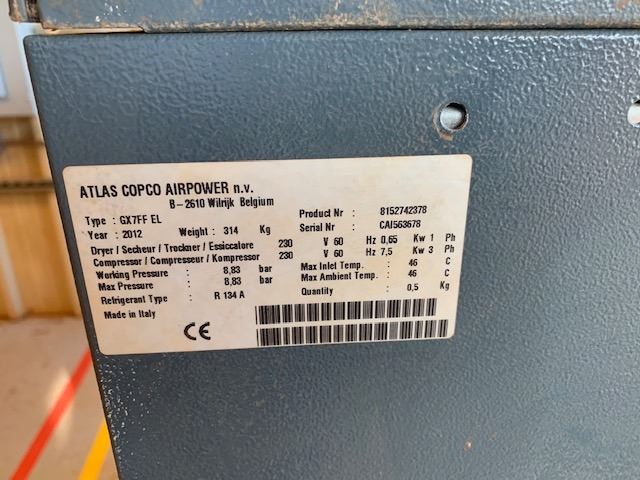 ATLAS COPCO AIRPOWER n.v.
B-2610 Wilrijk Belgium
Type : GX7FF EL Product Nr : 8152742378
Year : 2012 Weight : 314 Kg Serial Nr : CAI563678
Dryer / Secheur / Trockner / Essiccatore 230 V 60 Hz 0,65 Kw 1 Ph
Compressor / Compresseur / Kompressor 230 V 60 Hz 7,5 Kw 3 Ph
Working Pressure : 8,83 bar Max Inlet Temp. : 46 C
Max Pressure : 8,83 bar Max Ambient Temp. : 46 C
Refrigerant Type : R 134 A Quantity : 0,5 Kg
Made in Italy
CE